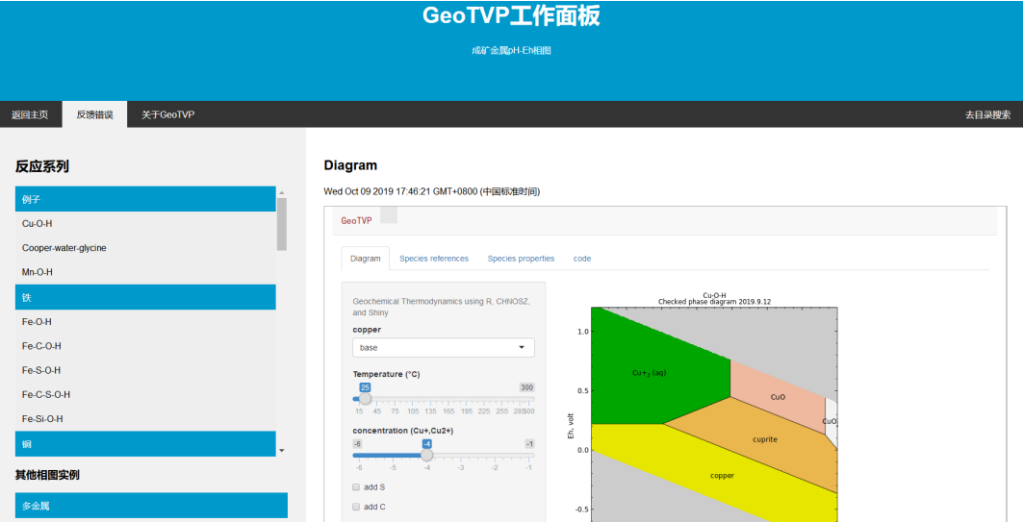 GeoTVP工作面板
成矿金属pH-Eh相图
返回主页
反馈错误
关于GeoTVP
去目录搜索
反应系列
例子
Cu-O-H
Cooper-water-glycine
Mn-O-H
铁
Fe-O-H
Fe-C-O-H
Fe-S-O-H
Fe-C-S-O-H
Fe-Si-O-H
铜
其他相图实例
多金属
Diagram
Wed Oct 09 2019 17:46:21 GMT+0800 (中国标准时间)
GeoTVP
Diagram
Species references
Species properties
code
Geochemical Thermodynamics using R, CHNOSZ,
and Shiny
copper
base
Temperature (°C)
25
300
15 45 75 105 135 165 195 225 255 285300
concentration (Cu+,Cu2+)
-6
-4
-1
-6 -5 -4 -3 -2 -1
add S
add C
Cu-O-H
Checked phase diagram 2019.9.12
1.0
0.5
0.0
-0.5
Eh, volt
Cu+2 (aq)
CuO
CuO
cuprite
copper